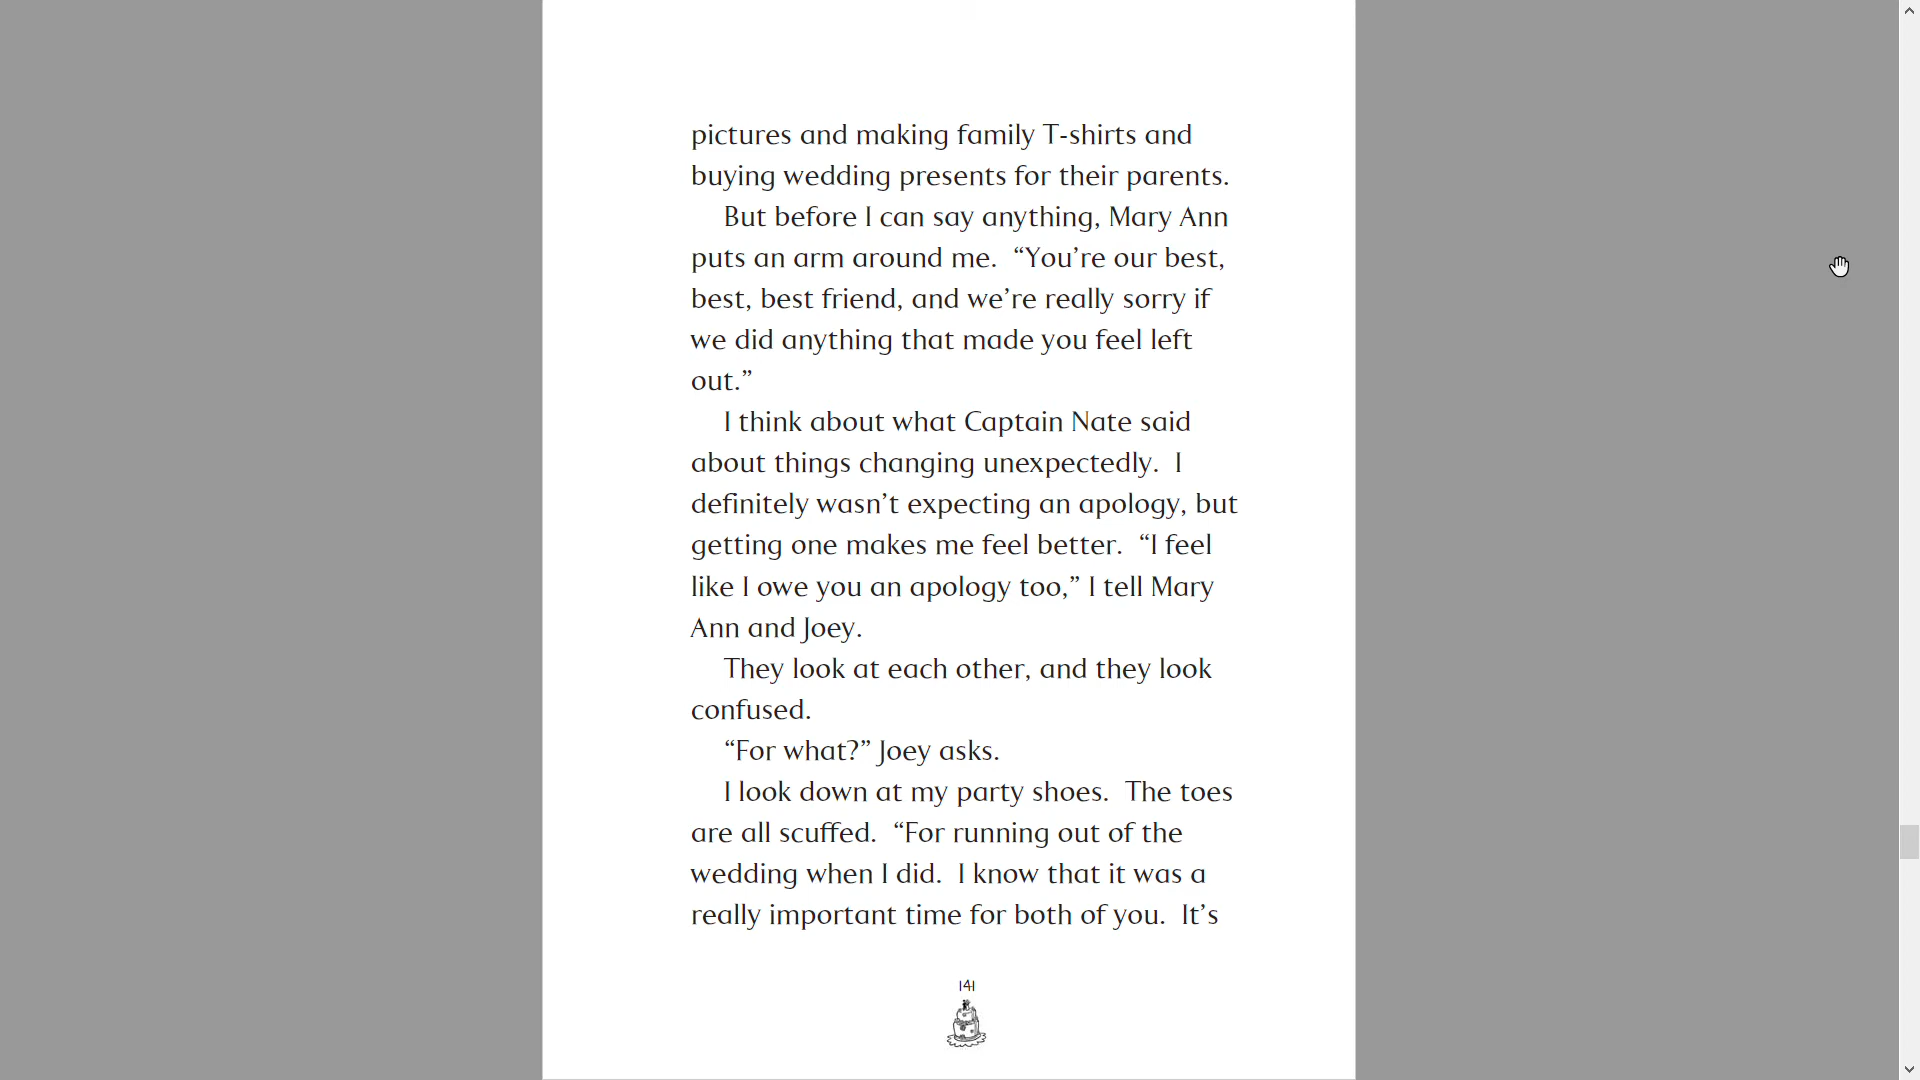 pictures and making family T-shirts and
buying wedding presents for their parents.
But before I can say anything, Mary Ann
puts an arm around me.  “You’re our best,
best, best friend, and we’re really sorry if
we did anything that made you feel left
out.”
I think about what Captain Nate said
about things changing unexpectedly.  I
definitely wasn’t expecting an apology, but
getting one makes me feel better.  “I feel
like I owe you an apology too,” I tell Mary
Ann and Joey.
They look at each other, and they look
confused.
“For what?” Joey asks.
I look down at my party shoes.  The toes
are all scuffed.  “For running out of the
wedding when I did.  I know that it was a
really important time for both of you.  It’s
141